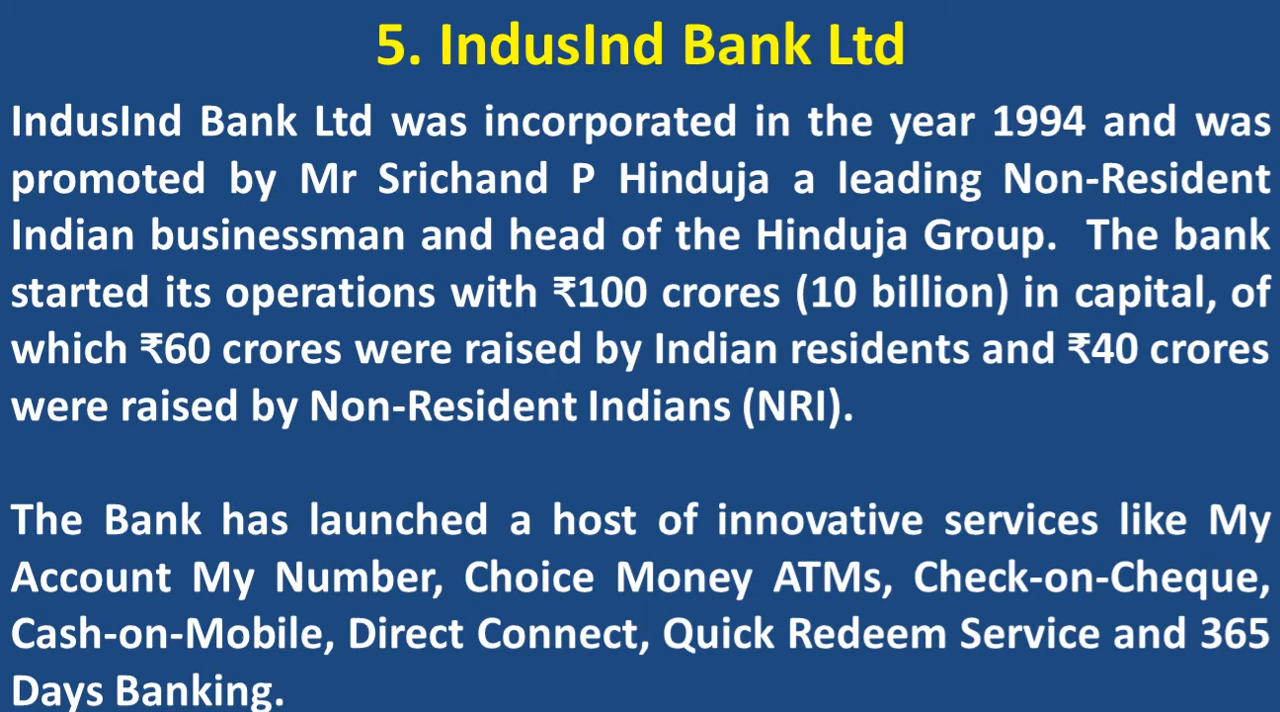 5. IndusInd Bank Ltd
IndusInd Bank Ltd was incorporated in the year 1994 and was
promoted by Mr Srichand P Hinduja a leading Non-Resident
Indian businessman and head of the Hinduja Group. The bank
started its operations with ₹100 crores (10 billion) in capital, of
which ₹60 crores were raised by Indian residents and ₹40 crores
were raised by Non-Resident Indians (NRI).
The Bank has launched a host of innovative services like My
Account My Number, Choice Money ATMs, Check-on-Cheque,
Cash-on-Mobile, Direct Connect, Quick Redeem Service and 365
Days Banking.